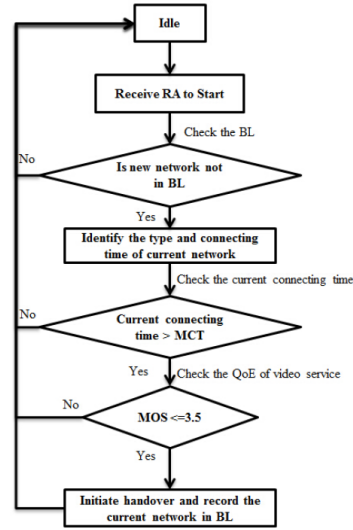 Idle
Receive RA to Start
Check the BL
No
Is new network not
in BL
Yes
Identify the type and connecting
time of current network
Check the current connecting time
No
Current connecting
time > MCT
Yes
Check the QoE of video service
No
MOS <=3.5
Yes
Initiate handover and record the
current network in BL